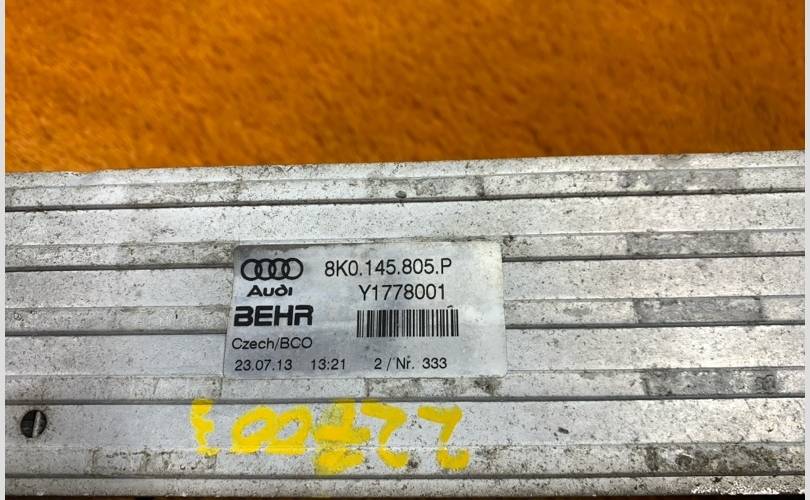 8K0.145.805.P
Audi
Y1778001
BEHR
Czech/BCO
23.07.13 13:21 2/Nr. 333